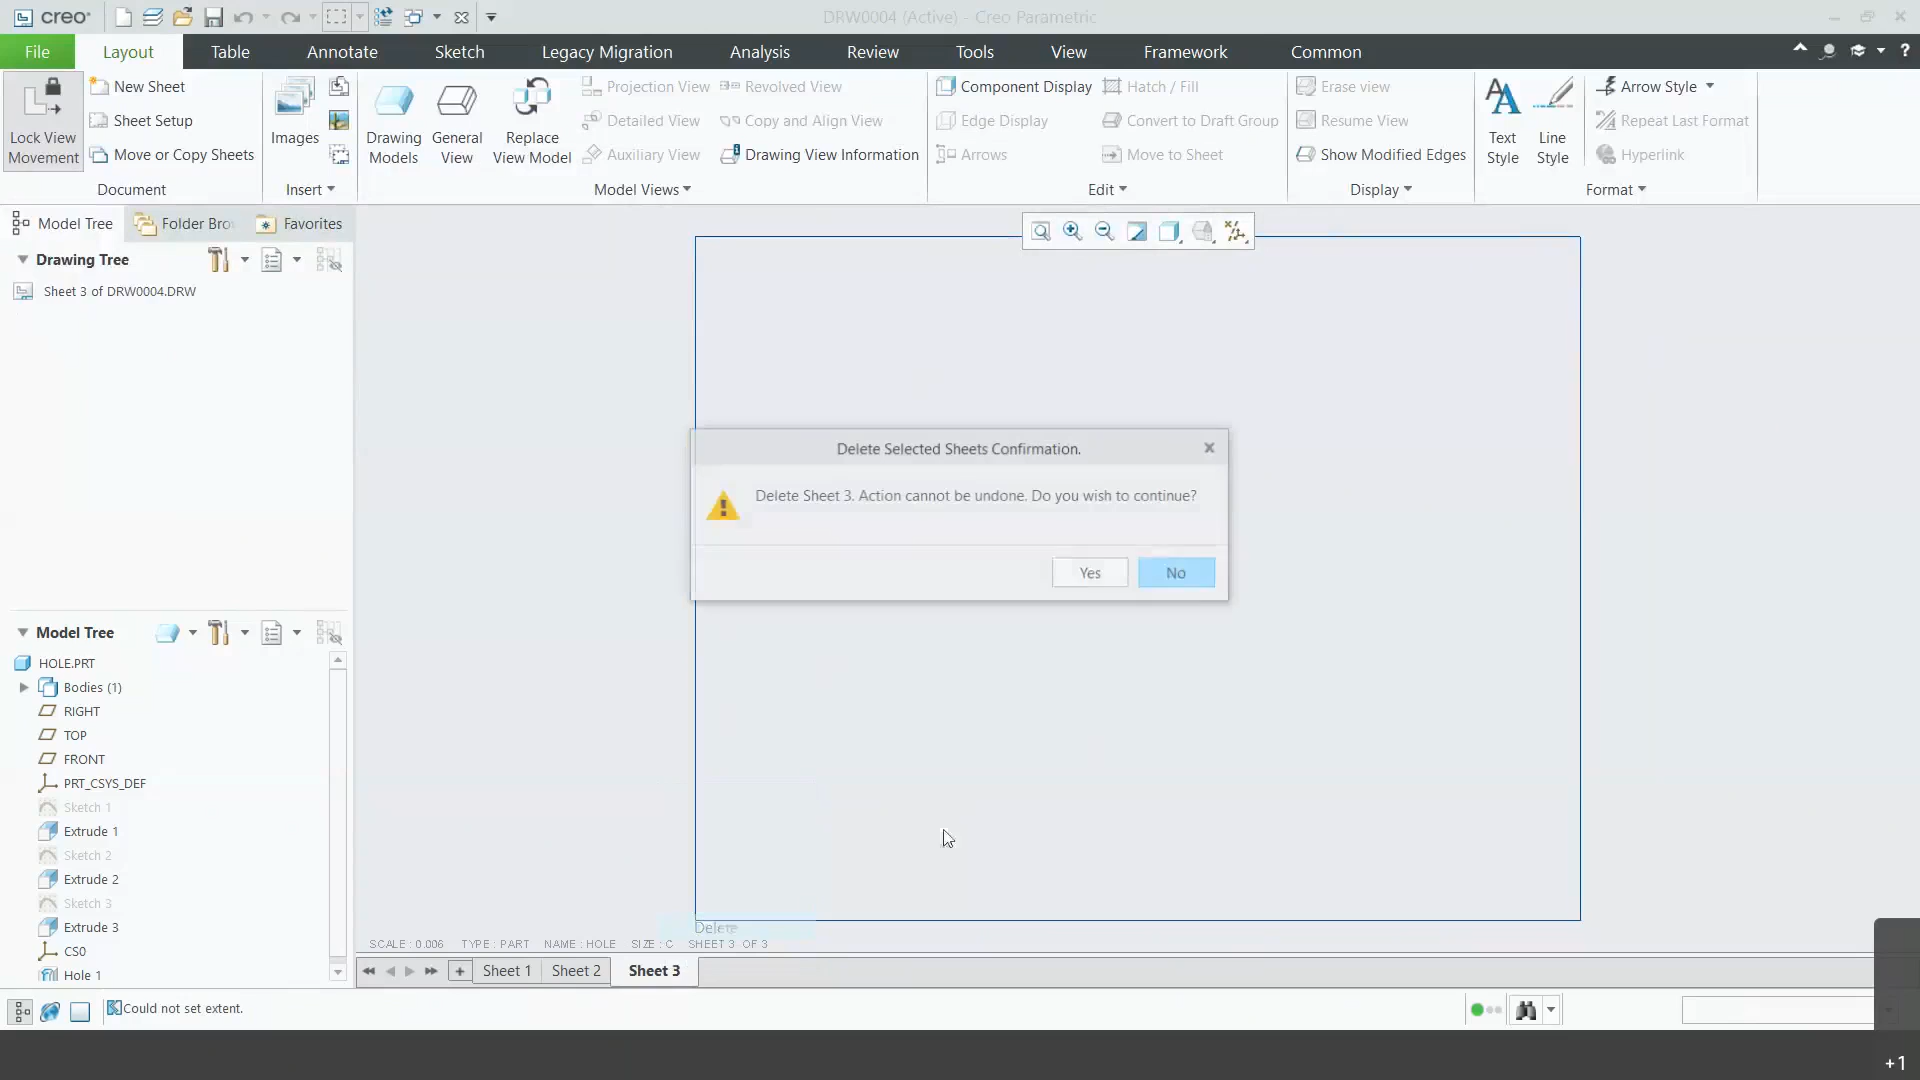 creo®
DRW0004 (Active) - Creo Parametric
File
Layout
Table
Annotate
Sketch
Legacy Migration
Analysis
Review
Tools
View
Framework
Common
?
Lock View
Movement
New Sheet
Sheet Setup
Move or Copy Sheets
Document
Images
Insert
Drawing
Models
General
View
Replace
View Model
Projection View
Detailed View
Auxiliary View
Revolved View
Copy and Align View
Drawing View Information
Model Views
Component Display
Edge Display
Arrows
Hatch / Fill
Convert to Draft Group
Move to Sheet
Edit
Erase view
Resume View
Show Modified Edges
Display
Text
Style
Line
Style
Arrow Style
Repeat Last Format
Hyperlink
Format
Model Tree
Folder Bro
Favorites
Drawing Tree
Sheet 3 of DRW0004.DRW
Delete Selected Sheets Confirmation.
Delete Sheet 3. Action cannot be undone. Do you wish to continue?
Yes
No
Model Tree
HOLE.PRT
Bodies (1)
RIGHT
TOP
FRONT
PRT_CSYS_DEF
Sketch 1
Extrude 1
Sketch 2
Extrude 2
Sketch 3
Extrude 3
CS0
Hole 1
Delete
SCALE : 0.006 TYPE : PART NAME : HOLE SIZE : C SHEET 3 OF 3
Sheet 1
Sheet 2
Sheet 3
Could not set extent.
+1